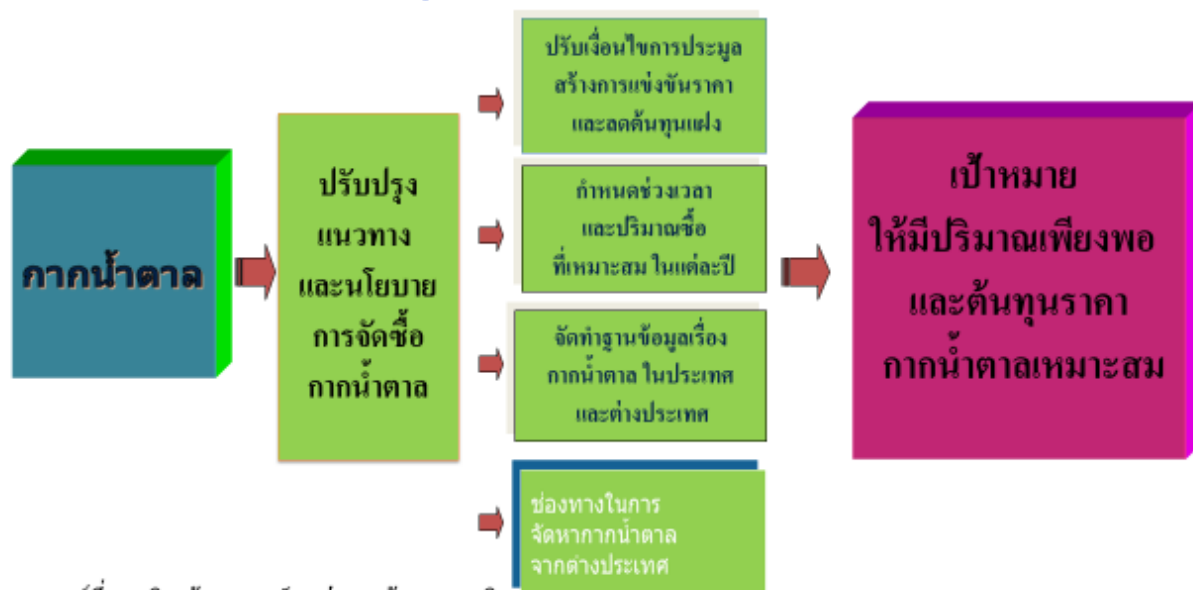 กากน้ำตาล
ปรับปรุง
แนวทาง
และนโยบาย
การจัดซื้อ
กากน้ำตาล
ปรับเงื่อนไขการประมูล
สร้างการแข่งขันราคา
และลดต้นทุนแฝง
กำหนดช่วงเวลา
และปริมาณซื้อ
ที่เหมาะสม ในแต่ละปี
จัดทำฐานข้อมูลเรื่อง
กากน้ำตาล ในประเทศ
และต่างประเทศ
ช่องทางในการ
จัดหากากน้ำตาล
จากต่างประเทศ
เป้าหมาย
ให้มีปริมาณเพียงพอ
และต้นทุนราคา
กากน้ำตาลเหมาะสม